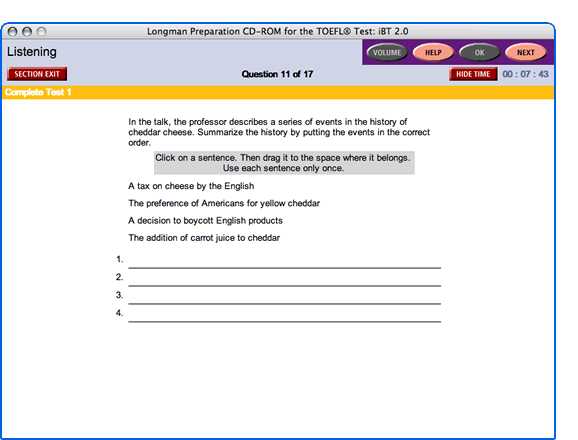 Longman Preparation CD-ROM for the TOEFL® Test: iBT 2.0
Listening
VOLUME HELP OK NEXT
SECTION EXIT Question 11 of 17 HIDE TIME 00 : 07 : 43
Complete Test 1
In the talk, the professor describes a series of events in the history of
cheddar cheese. Summarize the history by putting the events in the correct
order.
Click on a sentence. Then drag it to the space where it belongs.
Use each sentence only once.
A tax on cheese by the English
The preference of Americans for yellow cheddar
A decision to boycott English products
The addition of carrot juice to cheddar
1.
2.
3.
4.